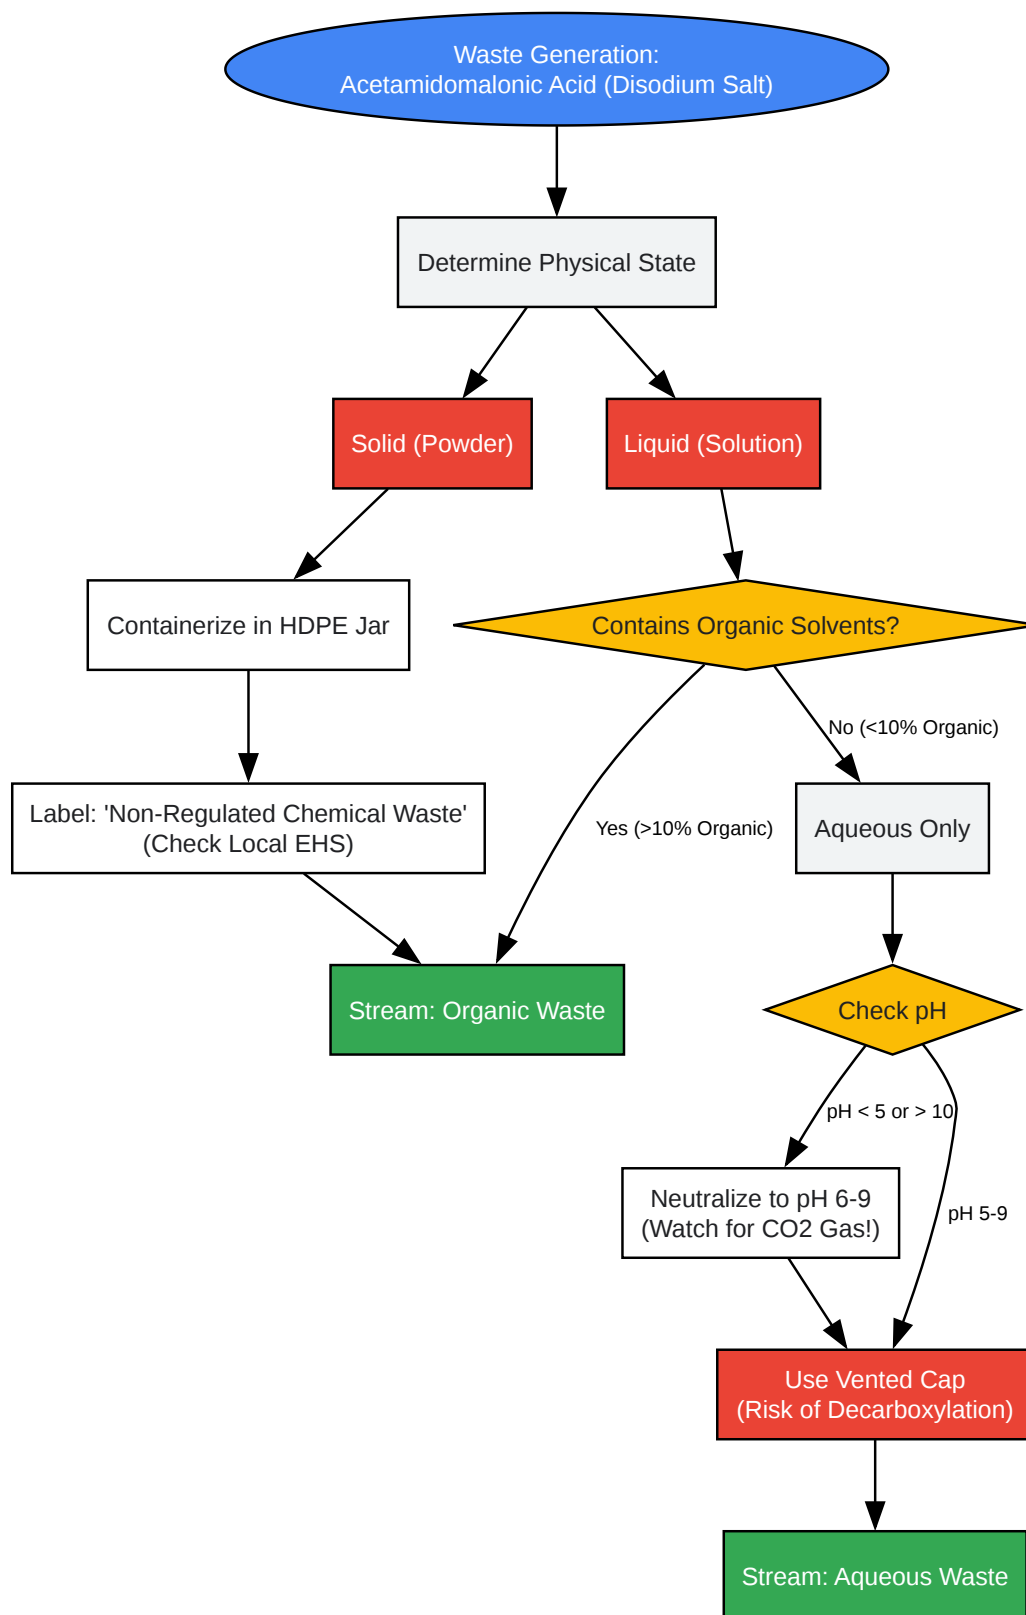 Waste Generation:
Acetamidomalonic Acid (Disodium Salt)
Determine Physical State
Solid (Powder)
Liquid (Solution)
Containerize in HDPE Jar
Contains Organic Solvents?
No (<10% Organic)
Label: 'Non-Regulated Chemical Waste'
(Check Local EHS)
Yes (>10% Organic)
Aqueous Only
Stream: Organic Waste
Check pH
pH < 5 or > 10
Neutralize to pH 6-9
(Watch for CO2 Gas!)
pH 5-9
Use Vented Cap
(Risk of Decarboxylation)
Stream: Aqueous Waste